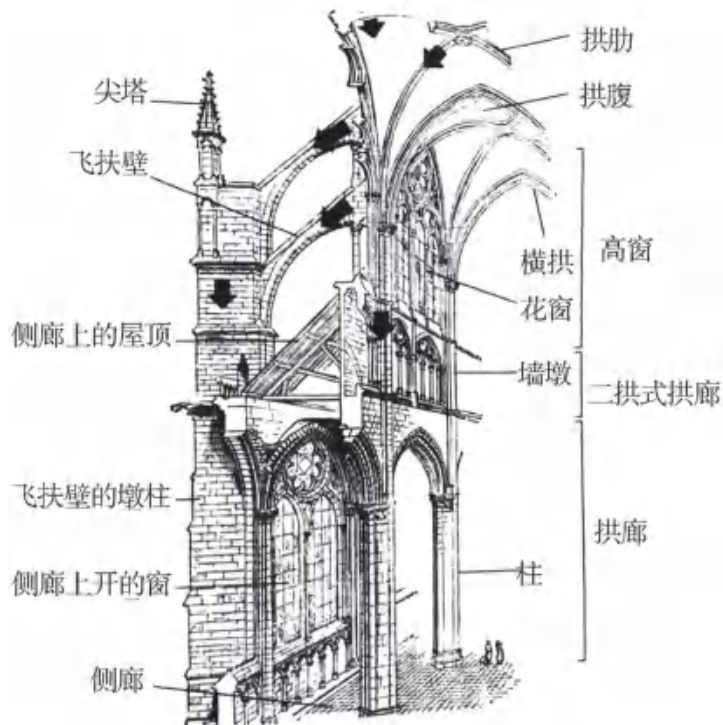 尖塔
飞扶壁
侧廊上的屋顶
飞扶壁的墩柱
侧廊上开的窗
侧廊
拱肋
拱腹
横拱
花窗
墙墩
柱
高窗
二拱式拱廊
拱廊